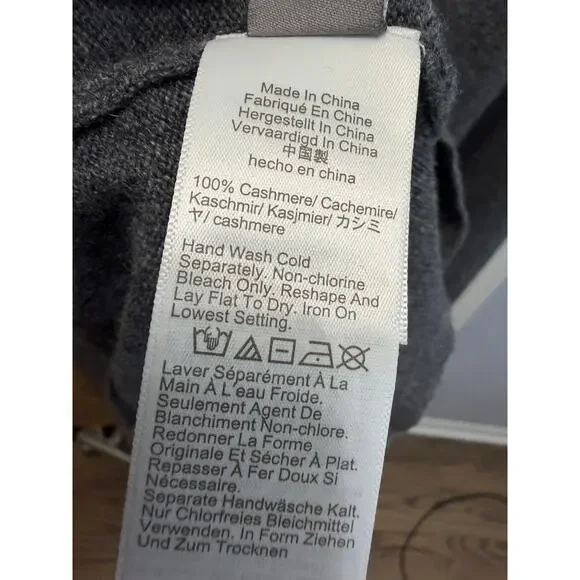 Made In China
Fabriqué En China
Hergestellt In China
Vervaardigd In China
中国製
hecho en china
100% Cashmere/ Cachemire/
Kaschmir/ Kasjmier/ カシミ
ヤ/ cashmere
Hand Wash Cold
Separately. Non-chlorine
Bleach Only. Reshape And
Lay Flat To Dry. Iron On
Lowest Setting.
Laver Séparément À La
Main À L'eau Froide.
Seulement Agent De
Blanchiment Non-chlore.
Redonner La Forme
Originale Et Sécher À Plat.
Repasser À Fer Doux Si
Nécessaire.
Separate Handwäsche Kalt.
Nur Chlorfreies Bleichmittel
Verwenden. In Form Ziehen
Und Zum Trocknen